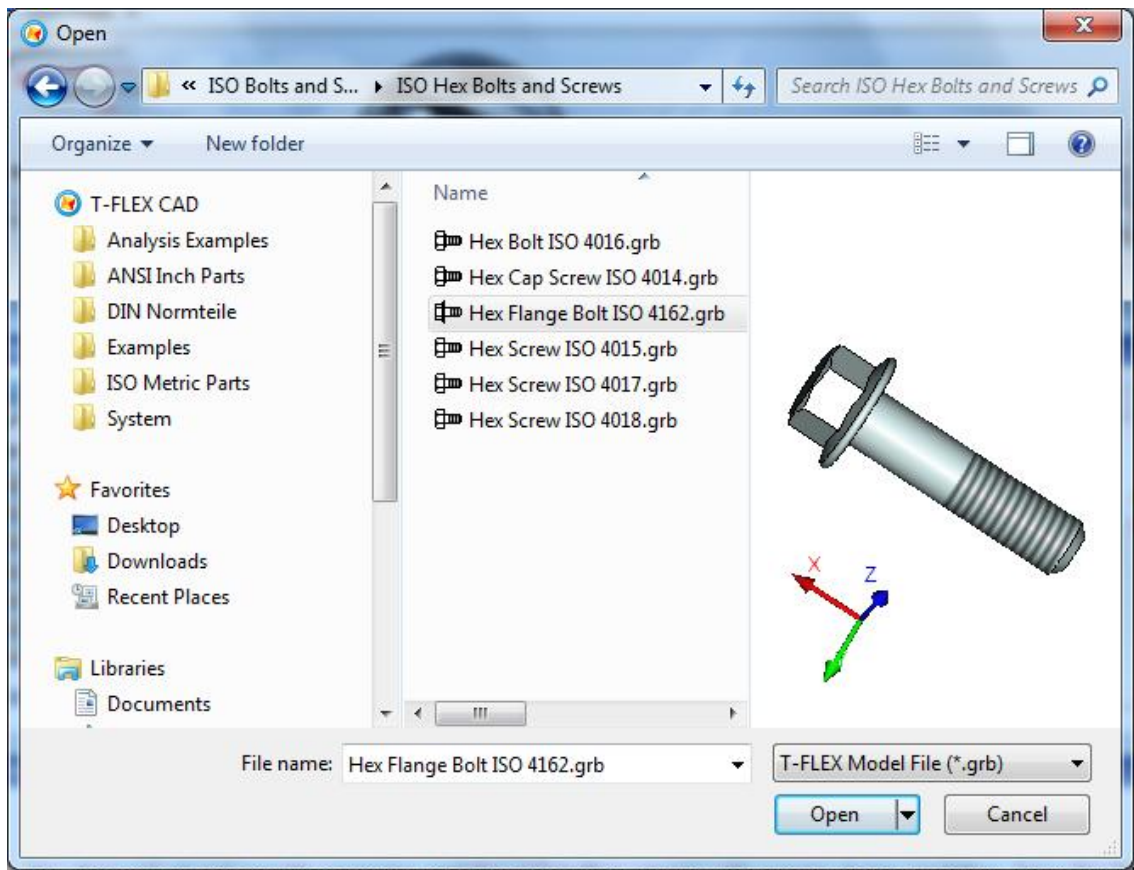 Open
« ISO Bolts and S... ▸ ISO Hex Bolts and Screws
Search ISO Hex Bolts and Screws
Organize
New folder
T-FLEX CAD
Analysis Examples
ANSI Inch Parts
DIN Normteile
Examples
ISO Metric Parts
System
Favorites
Desktop
Downloads
Recent Places
Libraries
Documents
Name
Hex Bolt ISO 4016.grb
Hex Cap Screw ISO 4014.grb
Hex Flange Bolt ISO 4162.grb
Hex Screw ISO 4015.grb
Hex Screw ISO 4017.grb
Hex Screw ISO 4018.grb
X
Z
File name: Hex Flange Bolt ISO 4162.grb
T-FLEX Model File (*.grb)
Open
Cancel